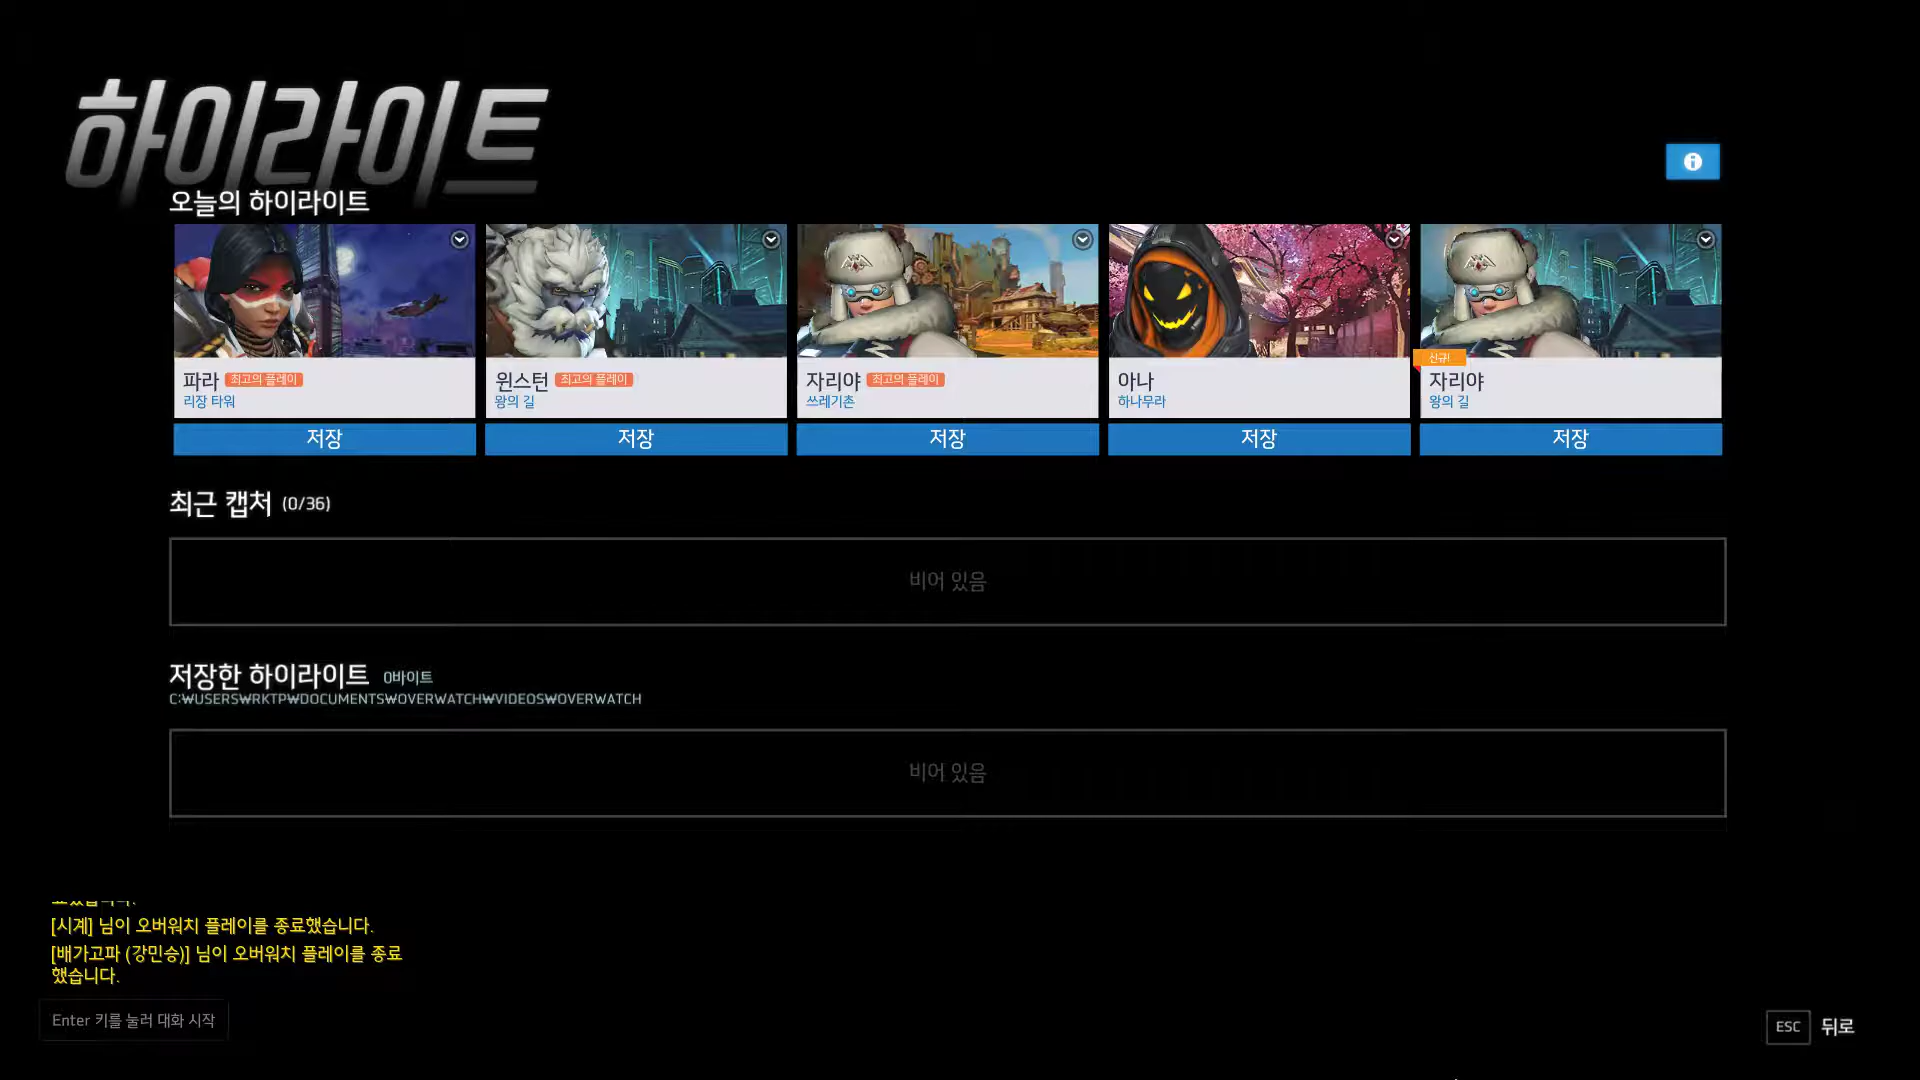 하이라이트
오늘의 하이라이트
파라 최고의 플레이
리장 타워
저장
윈스턴 최고의 플레이
왕의 길
저장
자리야 최고의 플레이
쓰레기촌
저장
아나
하나무라
저장
신규!
자리야
왕의 길
저장
최근 캡처 (0/36)
비어 있음
저장한 하이라이트 0바이트
C:₩USERS₩RKTP₩DOCUMENTS₩OVERWATCH₩VIDEOS₩OVERWATCH
비어 있음
[시계] 님이 오버워치 플레이를 종료했습니다.
[배가고파 (강민승)] 님이 오버워치 플레이를 종료
했습니다.
Enter 키를 눌러 대화 시작
ESC 뒤로